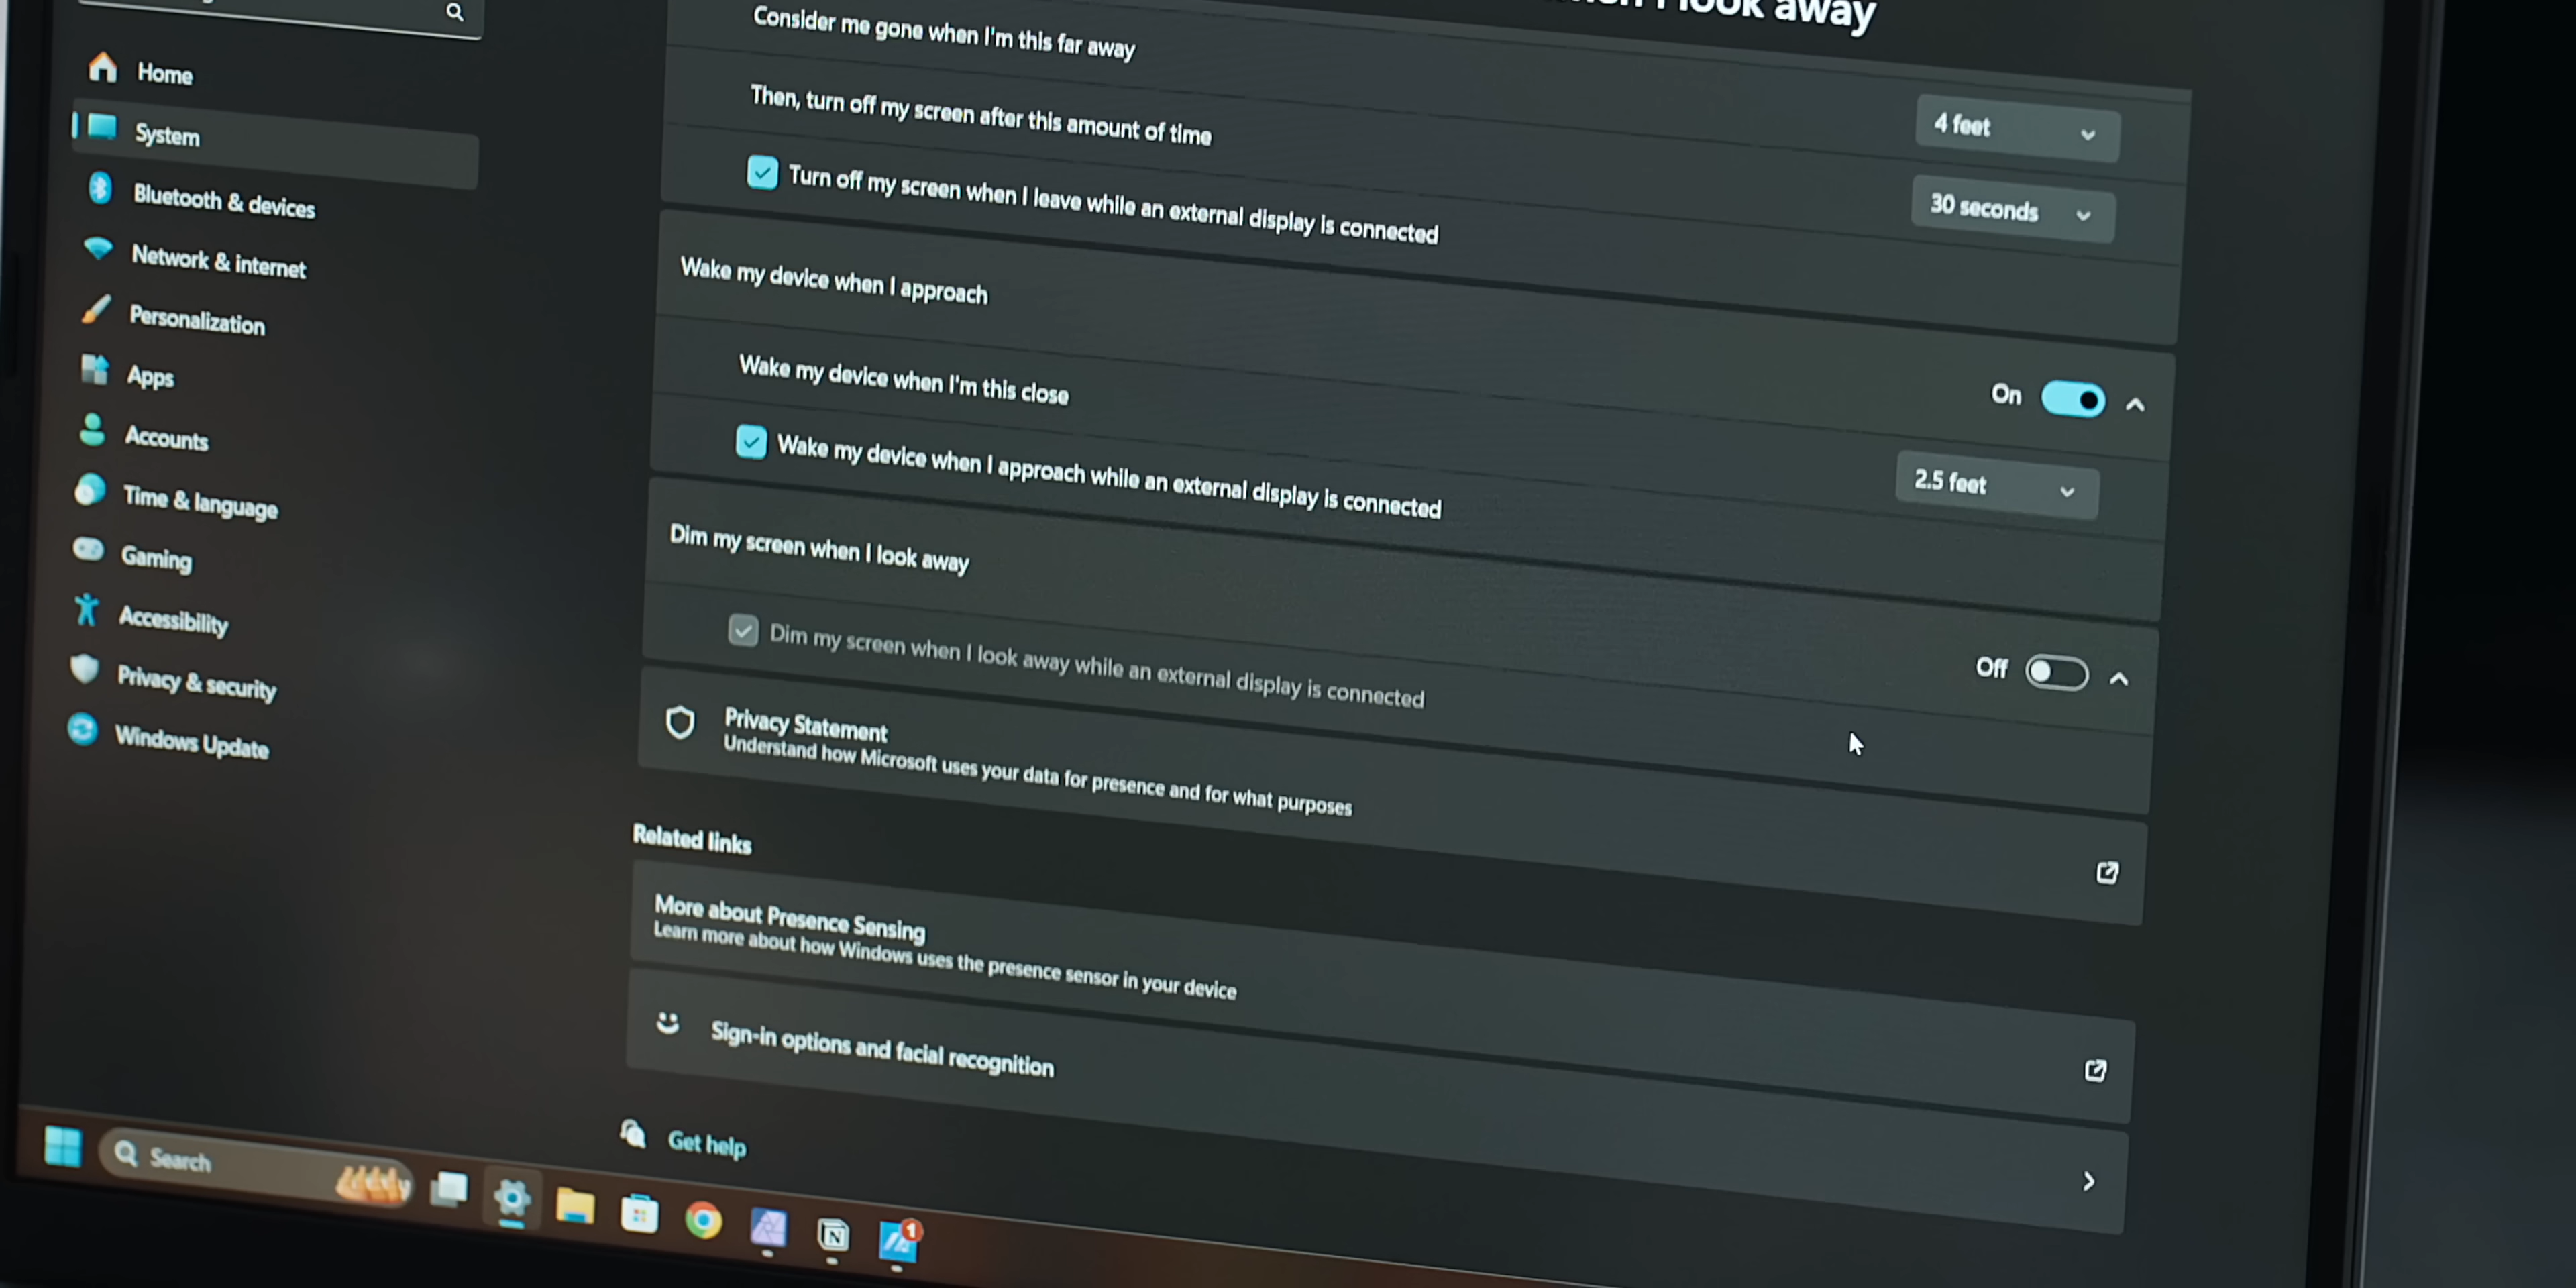 look away
Consider me gone when I'm this far away
4 feet
Then, turn off my screen after this amount of time
30 seconds
Turn off my screen when I leave while an external display is connected
Wake my device when I approach
On
Wake my device when I'm this close
2.5 feet
Wake my device when I approach while an external display is connected
Dim my screen when I look away
Off
Dim my screen when I look away while an external display is connected
Privacy Statement
Understand how Microsoft uses your data for presence and for what purposes
Related links
More about Presence Sensing
Learn more about how Windows uses the presence sensor in your device
Sign-in options and facial recognition
Get help
Home
System
Bluetooth & devices
Network & internet
Personalization
Apps
Accounts
Time & language
Gaming
Accessibility
Privacy & security
Windows Update
Search
N
1